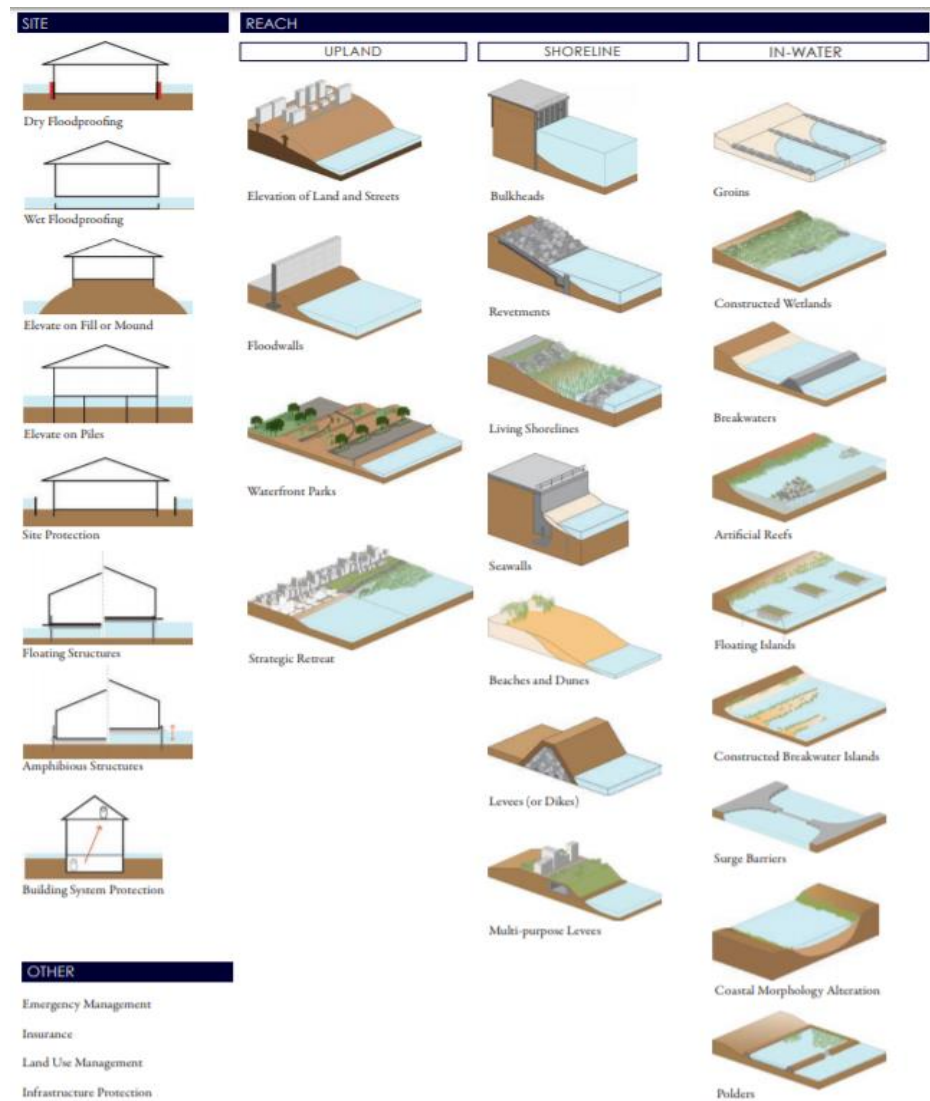 SITE
Dry Floodproofing
Wet Floodproofing
Elevate on Fill or Mound
Elevate on Piles
Site Protection
Floating Structures
Amphibious Structures
Building System Protection
OTHER
Emergency Management
Insurance
Land Use Management
Infrastructure Protection
REACH
UPLAND
Elevation of Land and Streets
Floodwalls
Waterfront Parks
Strategic Retreat
SHORELINE
Bulkheads
Revetments
Living Shorelines
Seawalls
Beaches and Dunes
Levees (or Dikes)
Multi-purpose Levees
IN-WATER
Groins
Constructed Wetlands
Breakwaters
Artificial Reefs
Floating Islands
Constructed Breakwater Islands
Surge Barriers
Coastal Morphology Alteration
Polders